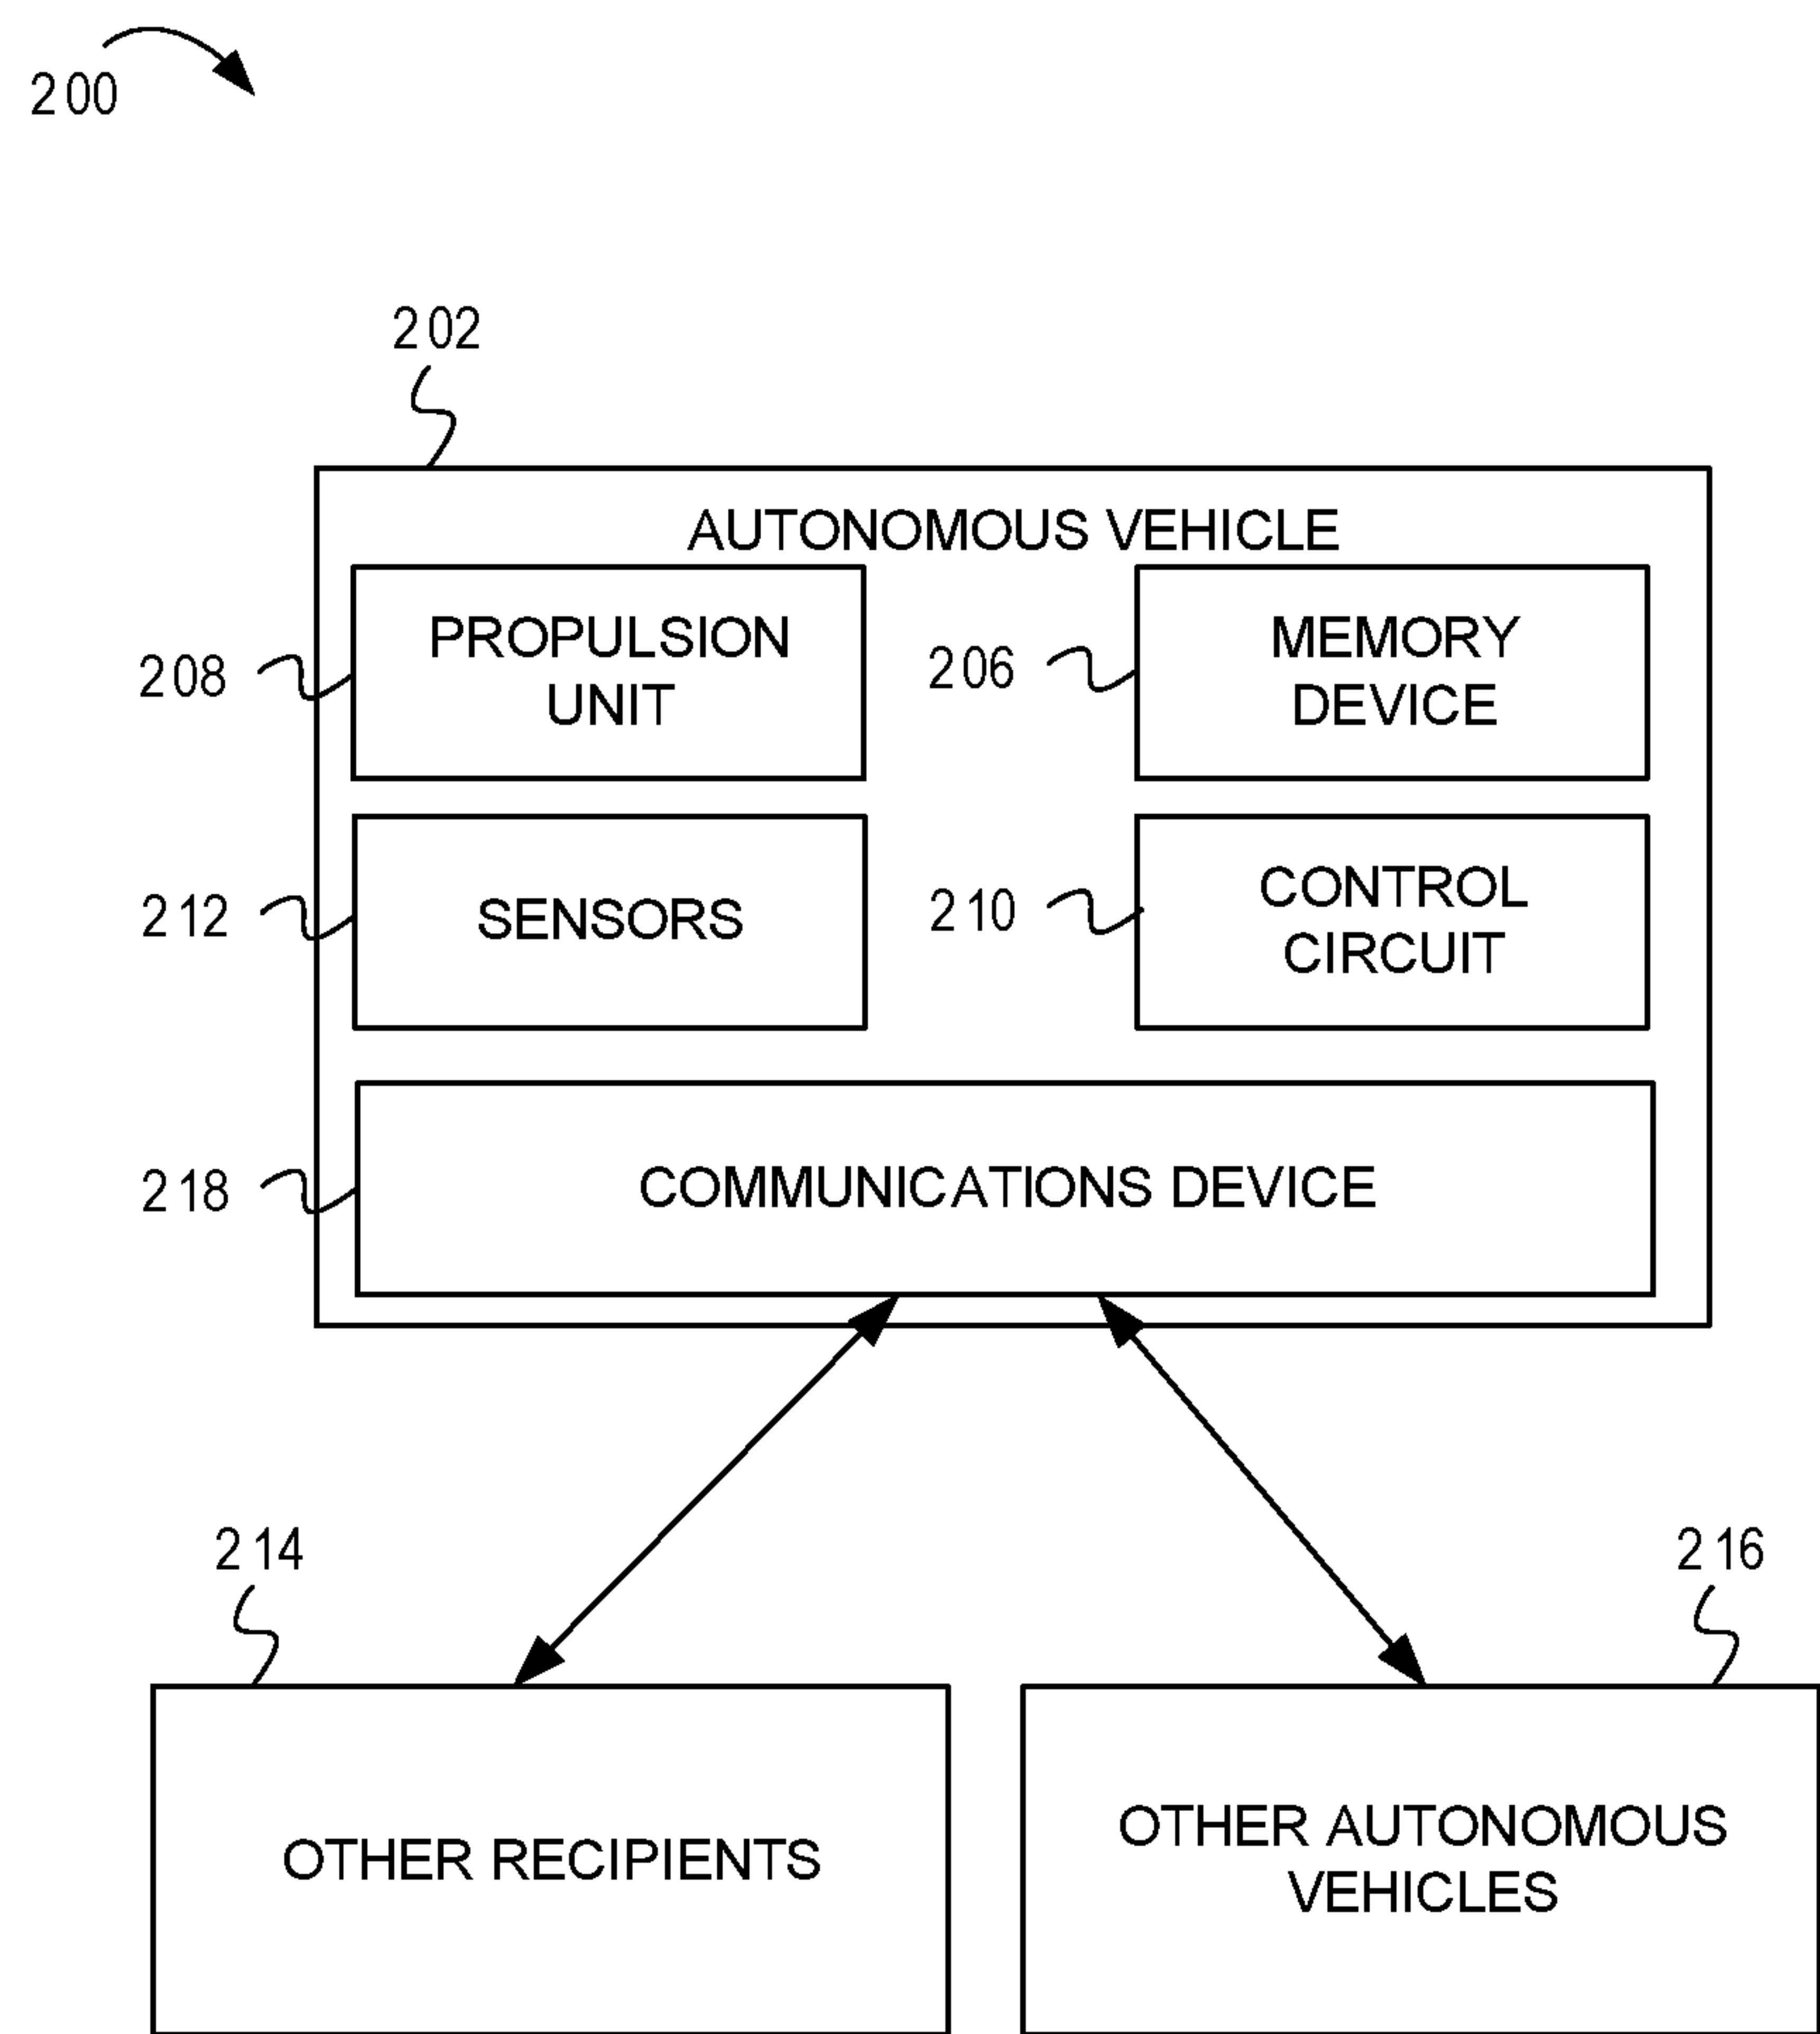 200
202
AUTONOMOUS VEHICLE
208
PROPULSION
UNIT
206
MEMORY
DEVICE
212
SENSORS
210
CONTROL
CIRCUIT
218
COMMUNICATIONS DEVICE
214
216
OTHER RECIPIENTS
OTHER AUTONOMOUS
VEHICLES